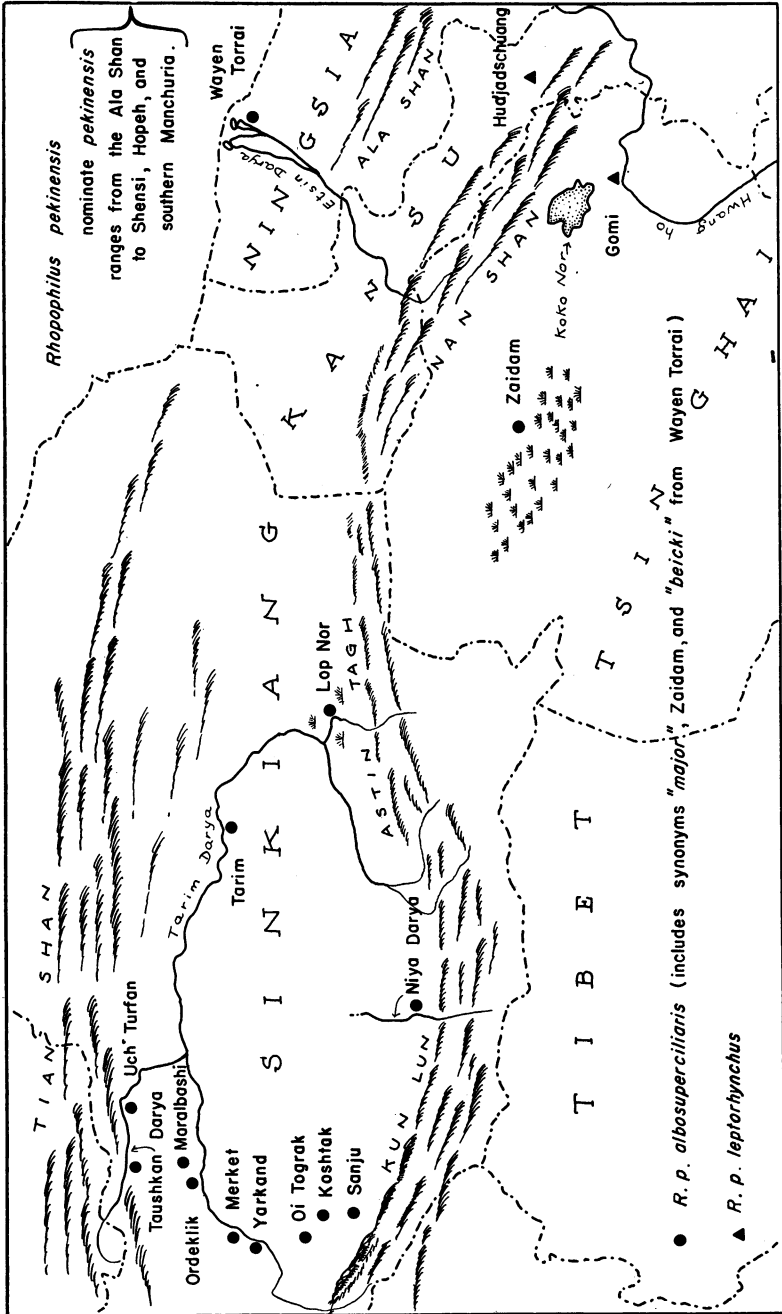 Rhopophilus pekinensis
nominate pekinensis
ranges from the Ala Shan
to Shensi, Hopeh, and
southern Manchuria.
TIAN SHAN
Uch Turfan
Taushkan Darya
Maralbashi
Ordeklik
Merket
Yarkand
Oi Tograk
Koshtak
Sanju
Tarim Darya
Tarim
SINKIANG
Lop Nor
ASTIN TAGH
Niya Darya
KUN LUN
KANSU
NINGSIA
Wayen
Torrai
Etsin Darya
ALA SHAN
NAN SHAN
Hudjadschuang
Koko Nor
Gomi
Hwang
ho
Zaidam
TSINGHAI
TIBET
● R. p. albosuperciliaris (includes synonyms "major", Zaidam, and "beicki" from Wayen Torrai)
▲ R. p. leptorhynchus